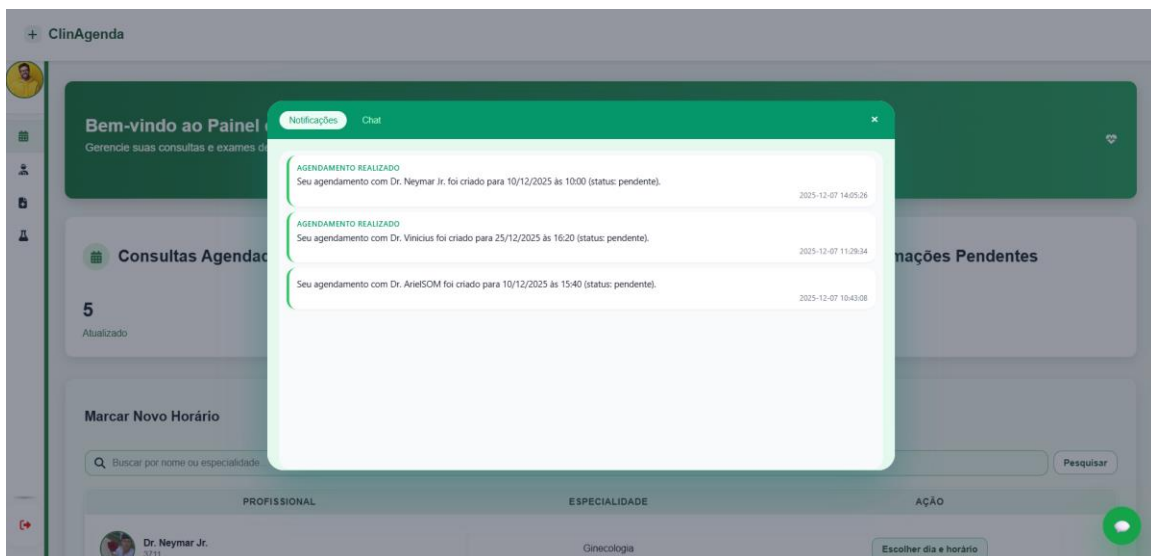 + ClinAgenda
Bem-vindo ao Painel
Gerencie suas consultas e exames de
Notificações Chat ×
AGENDAMENTO REALIZADO
Seu agendamento com Dr. Neymar Jr. foi criado para 10/12/2025 às 10:00 (status: pendente).
2025-12-07 14:05:26
AGENDAMENTO REALIZADO
Seu agendamento com Dr. Vinicius foi criado para 25/12/2025 às 16:20 (status: pendente).
2025-12-07 11:29:34
Seu agendamento com Dr. ArielSOM foi criado para 10/12/2025 às 15:40 (status: pendente).
2025-12-07 10:43:08
Consultas Agendad
mações Pendentes
5
Atualizado
Marcar Novo Horário
Buscar por nome ou especialidade...
Pesquisar
PROFISSIONAL ESPECIALIDADE AÇÃO
Dr. Neymar Jr.
3711
Ginecologia
Escolher dia e horário